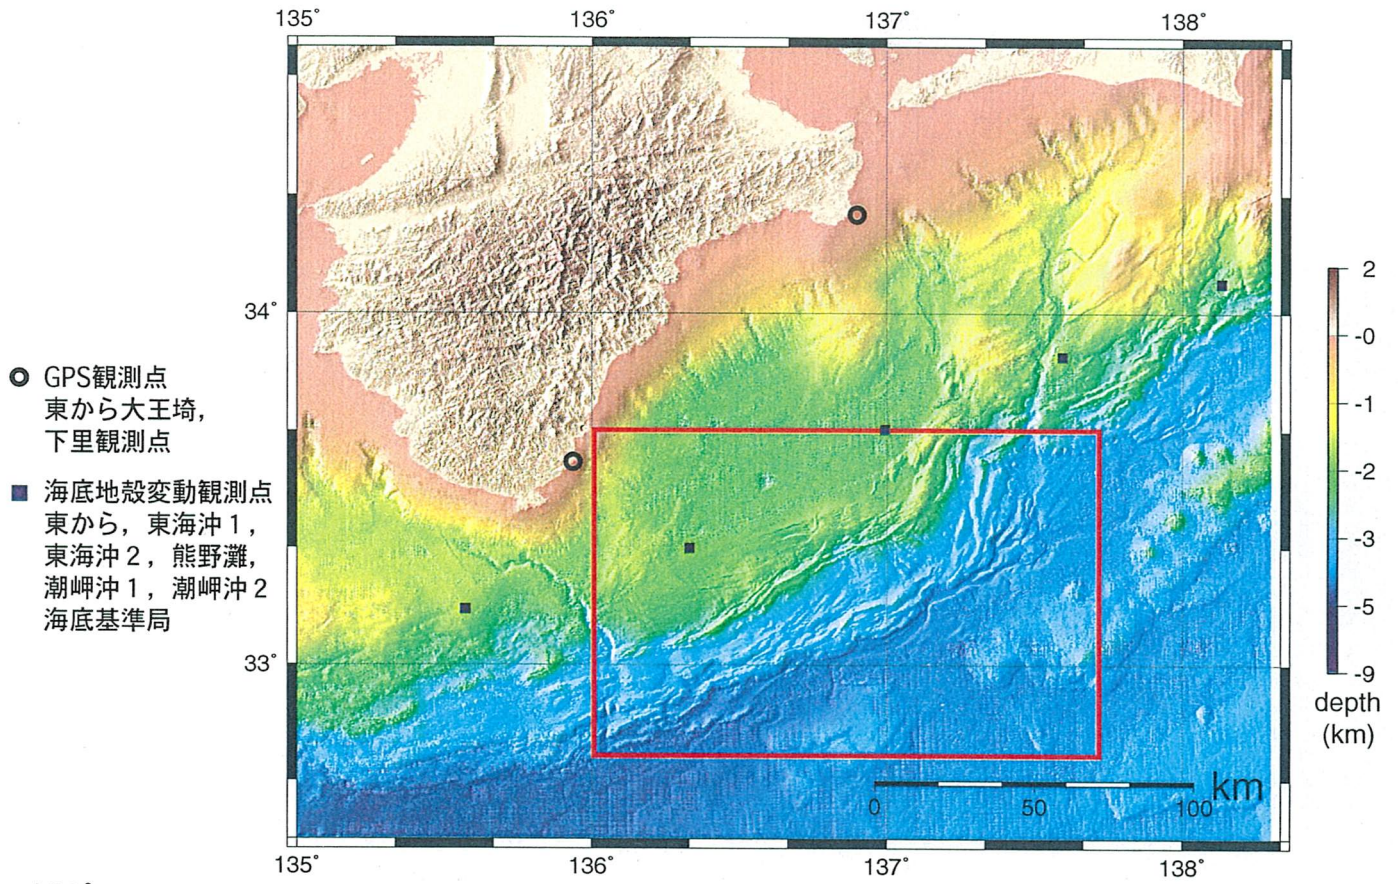 135° 136° 137° 138°
34°
33°
GPS観測点
東から大王埼,
下里観測点
海底地殻変動観測点
東から，東海沖１,
東海沖２，熊野灘,
潮岬沖１，潮岬沖２
海底基準局
2
-0
-1
-2
-3
-5
-9
depth
(km)
km
0 50 100
135° 136° 137° 138°